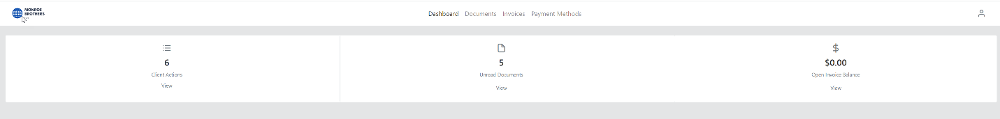 MONROE
BROTHERS
Dashboard Documents Invoices Payment Methods
6
Client Actions
View
5
Unread Documents
View
$0.00
Open Invoice Balance
View